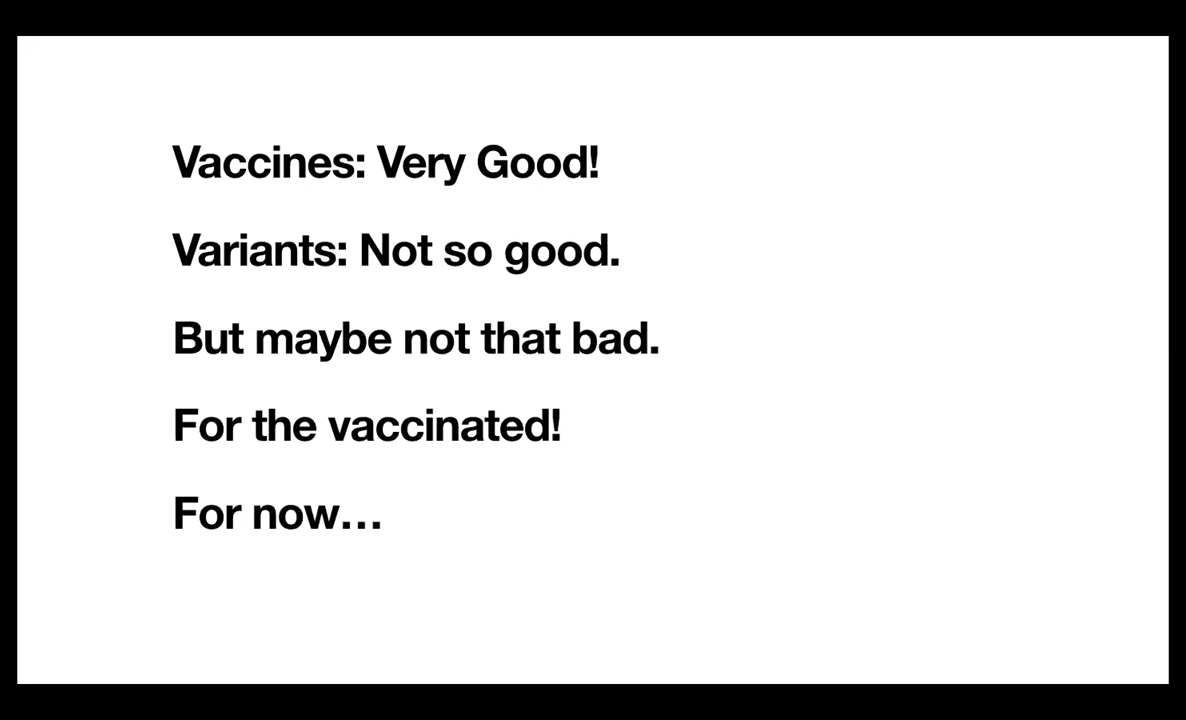 Vaccines: Very Good!
Variants: Not so good.
But maybe not that bad.
For the vaccinated!
For now…